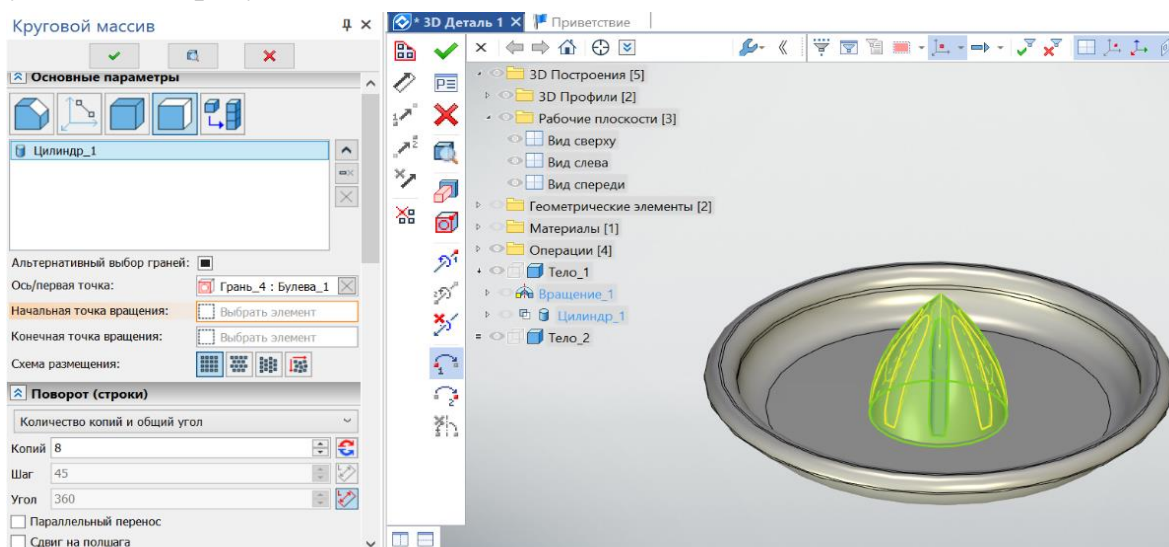 Круговой массив
Основные параметры
Цилиндр_1
Альтернативный выбор граней:
Ось/первая точка: Грань_4 : Булева_1
Начальная точка вращения: Выбрать элемент
Конечная точка вращения: Выбрать элемент
Схема размещения:
Поворот (строки)
Количество копий и общий угол
Копий 8
Шаг 45
Угол 360
Параллельный перенос
Сдвиг на полшага
* 3D Деталь 1
Приветствие
3D Построения [5]
3D Профили [2]
Рабочие плоскости [3]
Вид сверху
Вид слева
Вид спереди
Геометрические элементы [2]
Материалы [1]
Операции [4]
Тело_1
Вращение_1
Цилиндр_1
Тело_2